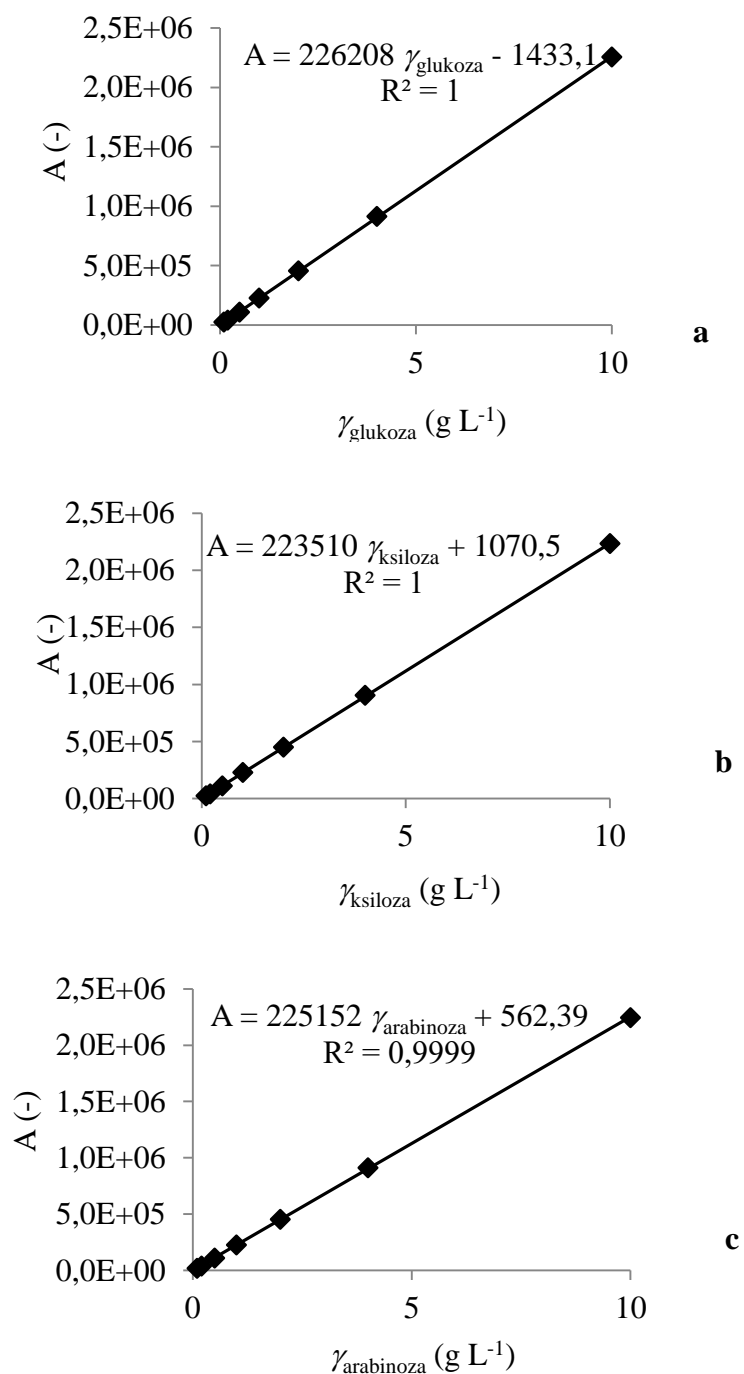 2,5E+06
A = 226208 γglukoza - 1433,1
R² = 1
2,0E+06
1,5E+06
1,0E+06
5,0E+05
0,0E+00
A (-)
0 5 10
γglukoza (g L-1)
a
2,5E+06
A = 223510 γksiloza + 1070,5
R² = 1
2,0E+06
1,5E+06
1,0E+06
5,0E+05
0,0E+00
A (-)
0 5 10
γksiloza (g L-1)
b
2,5E+06
A = 225152 γarabinoza + 562,39
R² = 0,9999
2,0E+06
1,5E+06
1,0E+06
5,0E+05
0,0E+00
A (-)
0 5 10
γarabinoza (g L-1)
c